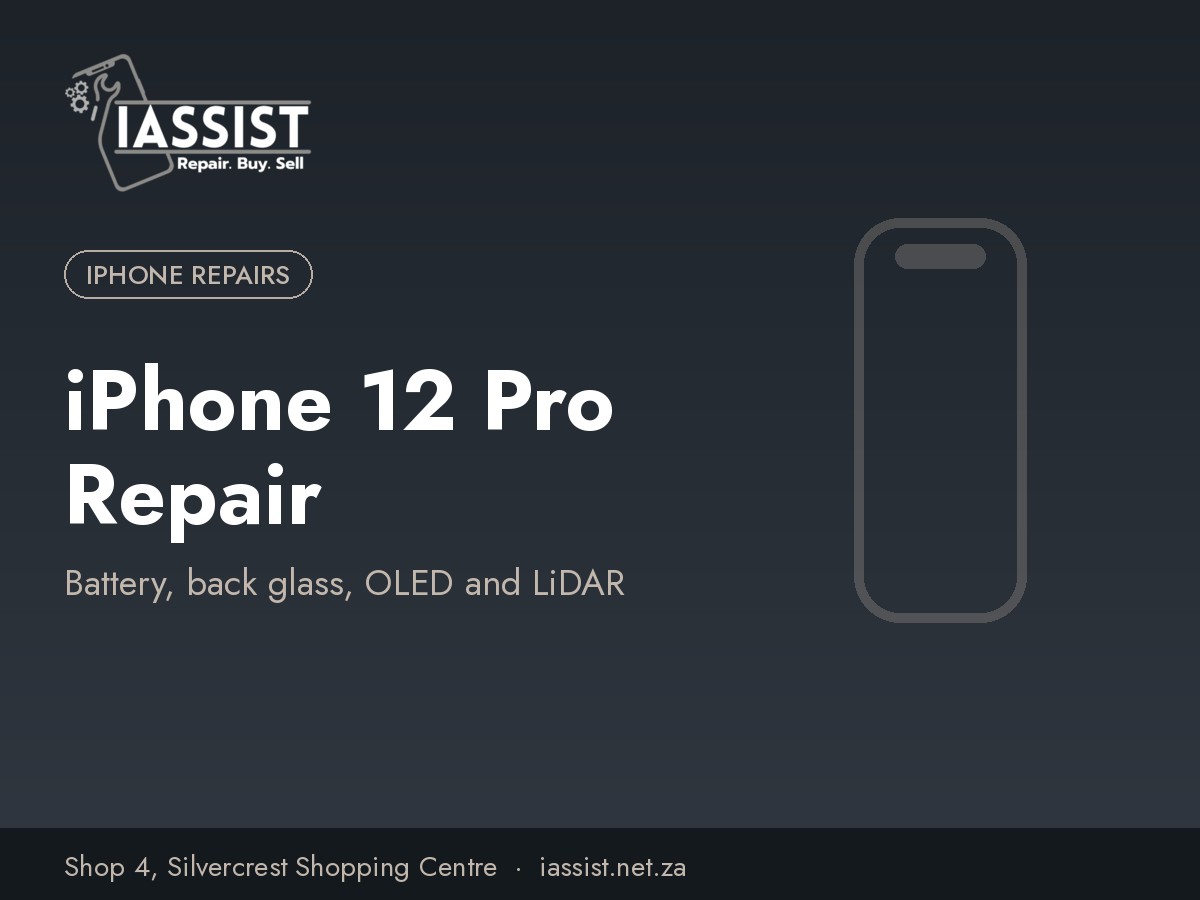 IASSIST
Repair. Buy. Sell
IPHONE REPAIRS
iPhone 12 Pro
Repair
Battery, back glass, OLED and LiDAR
Shop 4, Silvercrest Shopping Centre · iassist.net.za